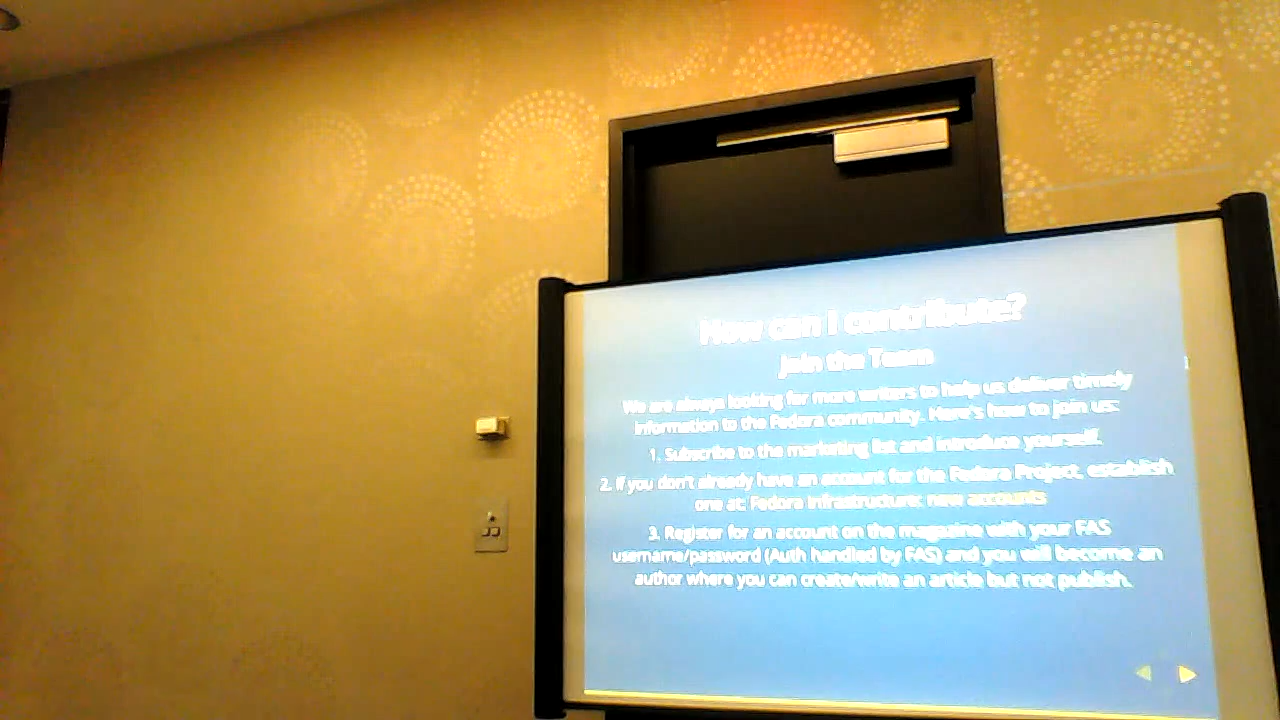 How can I contribute?
Join the Team
We are always looking for more writers to help us deliver timely
information to the Fedora community. Here's how to join us:
1. Subscribe to the marketing list and introduce yourself.
2. If you don't already have an account for the Fedora Project, establish
one at: Fedora Infrastructure: new accounts
3. Register for an account on the magazine with your FAS
username/password (Auth handled by FAS) and you will become an
author where you can create/write an article but not publish.